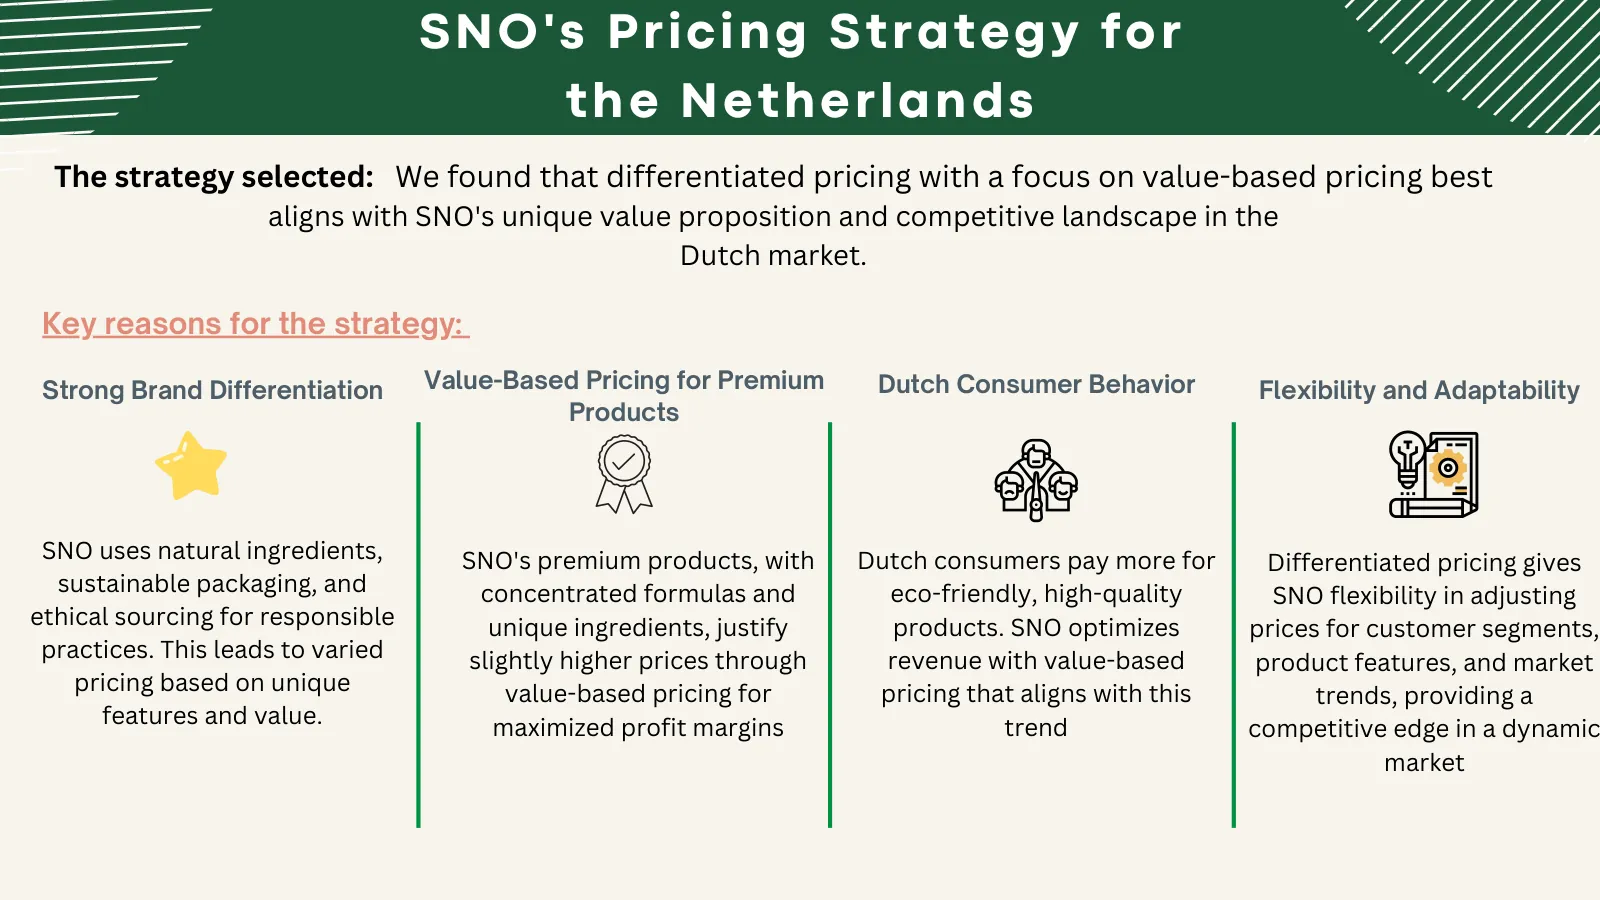 SNO's Pricing Strategy for
the Netherlands
The strategy selected: We found that differentiated pricing with a focus on value-based pricing best
aligns with SNO's unique value proposition and competitive landscape in the
Dutch market.
Key reasons for the strategy:
Strong Brand Differentiation
SNO uses natural ingredients,
sustainable packaging, and
ethical sourcing for responsible
practices. This leads to varied
pricing based on unique
features and value.
Value-Based Pricing for Premium
Products
SNO's premium products, with
concentrated formulas and
unique ingredients, justify
slightly higher prices through
value-based pricing for
maximized profit margins
Dutch Consumer Behavior
Dutch consumers pay more for
eco-friendly, high-quality
products. SNO optimizes
revenue with value-based
pricing that aligns with this
trend
Flexibility and Adaptability
Differentiated pricing gives
SNO flexibility in adjusting
prices for customer segments,
product features, and market
trends, providing a
competitive edge in a dynamic
market